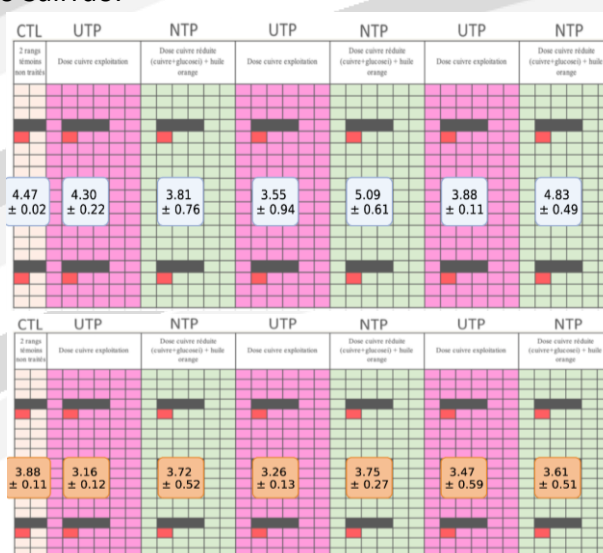 CTL UTP NTP UTP NTP UTP NTP
2 rangs témoins non traités
Dose cuivre exploitation
Dose cuivre réduite (cuivre+glucosei) + huile orange
Dose cuivre exploitation
Dose cuivre réduite (cuivre+glucosei) + huile orange
Dose cuivre exploitation
Dose cuivre réduite (cuivre+glucosei) + huile orange
4.47 4.30 3.81 3.55 5.09 3.88 4.83
± 0.02 ± 0.22 ± 0.76 ± 0.94 ± 0.61 ± 0.11 ± 0.49
CTL UTP NTP UTP NTP UTP NTP
2 rangs témoins non traités
Dose cuivre exploitation
Dose cuivre réduite (cuivre+glucosei) + huile orange
Dose cuivre exploitation
Dose cuivre réduite (cuivre+glucosei) + huile orange
Dose cuivre exploitation
Dose cuivre réduite (cuivre+glucosei) + huile orange
3.88 3.16 3.72 3.26 3.75 3.47 3.61
± 0.11 ± 0.12 ± 0.52 ± 0.13 ± 0.27 ± 0.59 ± 0.51